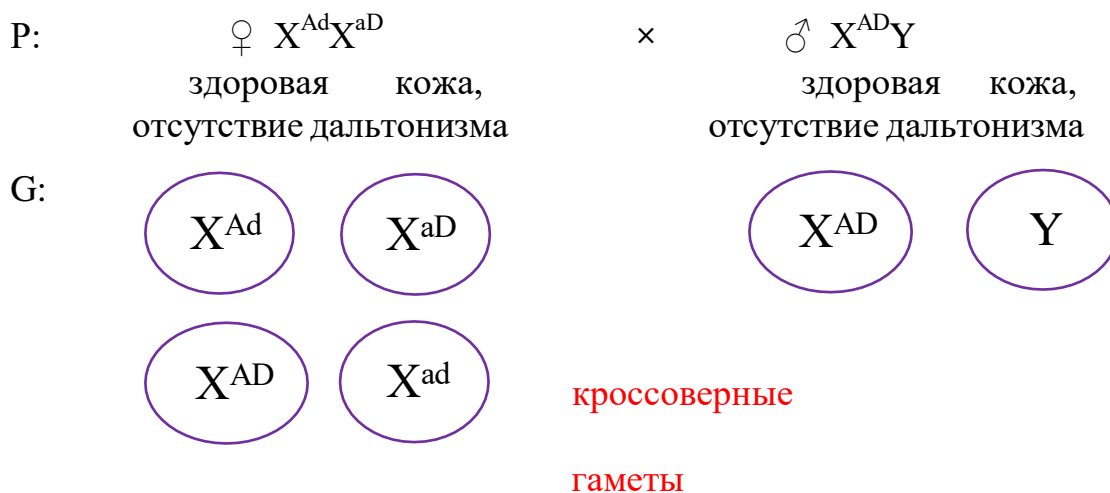 P: ♀ X^Ad X^aD × ♂ X^AD Y
здоровая кожа, здоровая кожа,
отсутствие дальтонизма отсутствие дальтонизма
G: X^Ad X^aD X^AD Y
X^AD X^ad
кроссоверные
гаметы